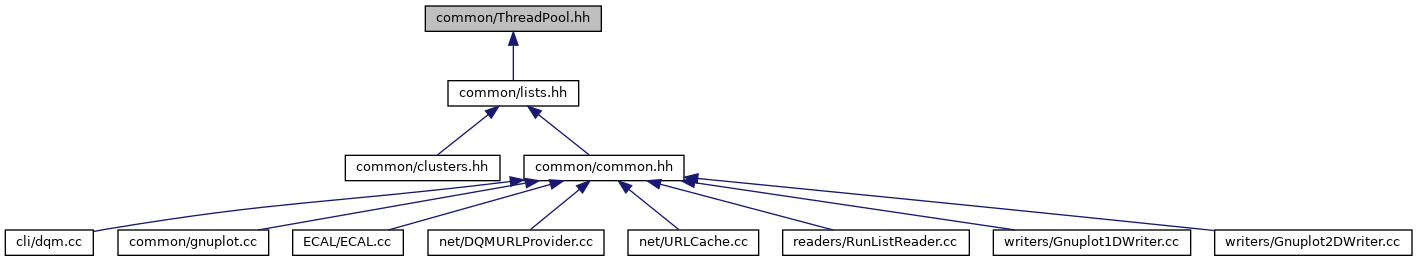 common/ThreadPool.hh
common/lists.hh
common/clusters.hh
common/common.hh
cli/dqm.cc
common/gnuplot.cc
ECAL/ECAL.cc
net/DQMURLProvider.cc
net/URLCache.cc
readers/RunListReader.cc
writers/Gnuplot1DWriter.cc
writers/Gnuplot2DWriter.cc